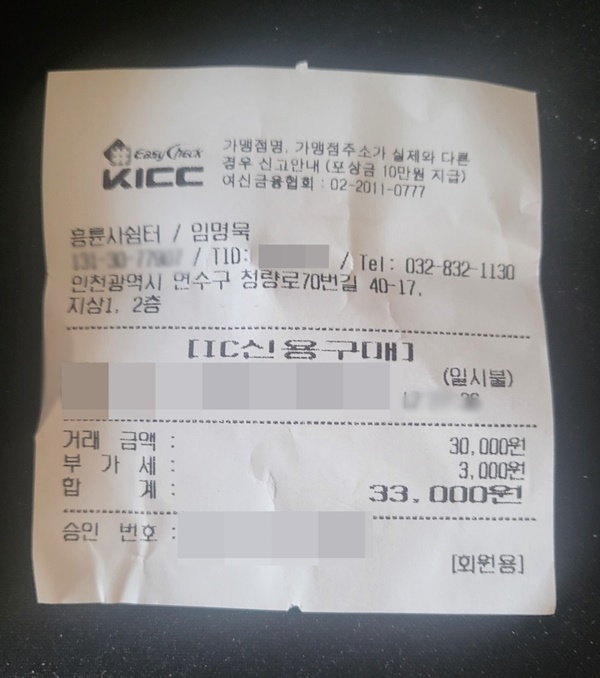 EasyCheck
KICC
가맹점명, 가맹점주소가 실제와 다른
경우 신고안내 (포상금 10만원 지급)
여신금융협회 : 02-2011-0777
흥륜사쉼터 / 임명묵
/ TID: / Tel: 032-832-1130
인천광역시 연수구 청량로70번길 40-17,
지상1, 2층
[IC신용구매]
(일시불)
거래 금액 : 30,000원
부 가 세 : 3,000원
합 계 : 33,000원
승인 번호 :
[회원용]